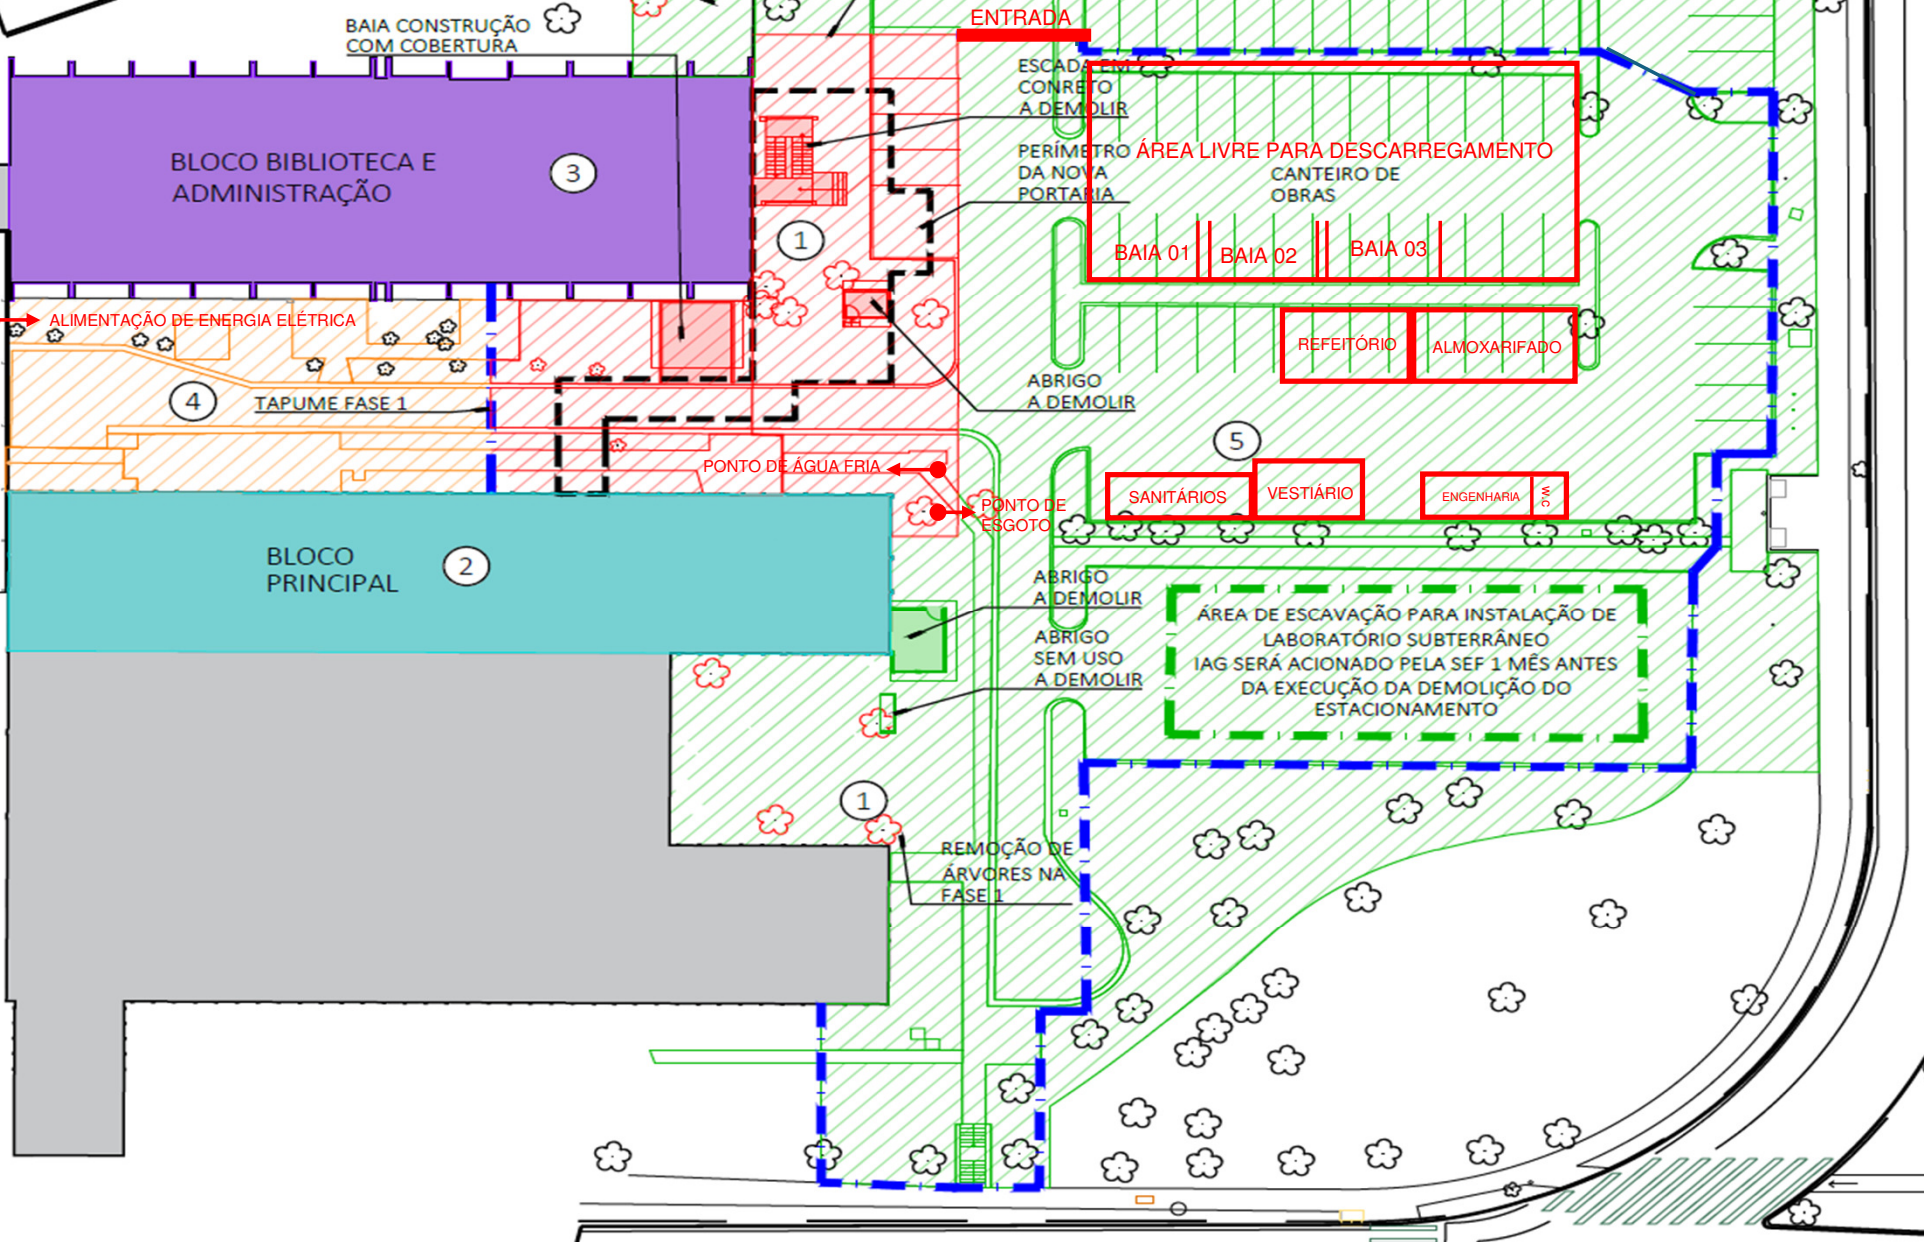 BAIA CONSTRUÇÃO
COM COBERTURA
ENTRADA
ESCADA EM
CONRETO
A DEMOLIR
BLOCO BIBLIOTECA E
ADMINISTRAÇÃO
3
PERÍMETRO
DA NOVA
PORTARIA
ÁREA LIVRE PARA DESCARREGAMENTO
CANTEIRO DE
OBRAS
1
BAIA 01
BAIA 02
BAIA 03
ALIMENTAÇÃO DE ENERGIA ELÉTRICA
REFEITÓRIO
ALMOXARIFADO
4
TAPUME FASE 1
ABRIGO
A DEMOLIR
5
PONTO DE ÁGUA FRIA
SANITÁRIOS
VESTIÁRIO
ENGENHARIA
W.C
PONTO DE
ESGOTO
BLOCO
PRINCIPAL
2
ABRIGO
A DEMOLIR
ABRIGO
SEM USO
A DEMOLIR
ÁREA DE ESCAVAÇÃO PARA INSTALAÇÃO DE
LABORATÓRIO SUBTERRÂNEO
IAG SERÁ ACIONADO PELA SEF 1 MÊS ANTES
DA EXECUÇÃO DA DEMOLIÇÃO DO
ESTACIONAMENTO
1
REMOÇÃO DE
ÁRVORES NA
FASE 1